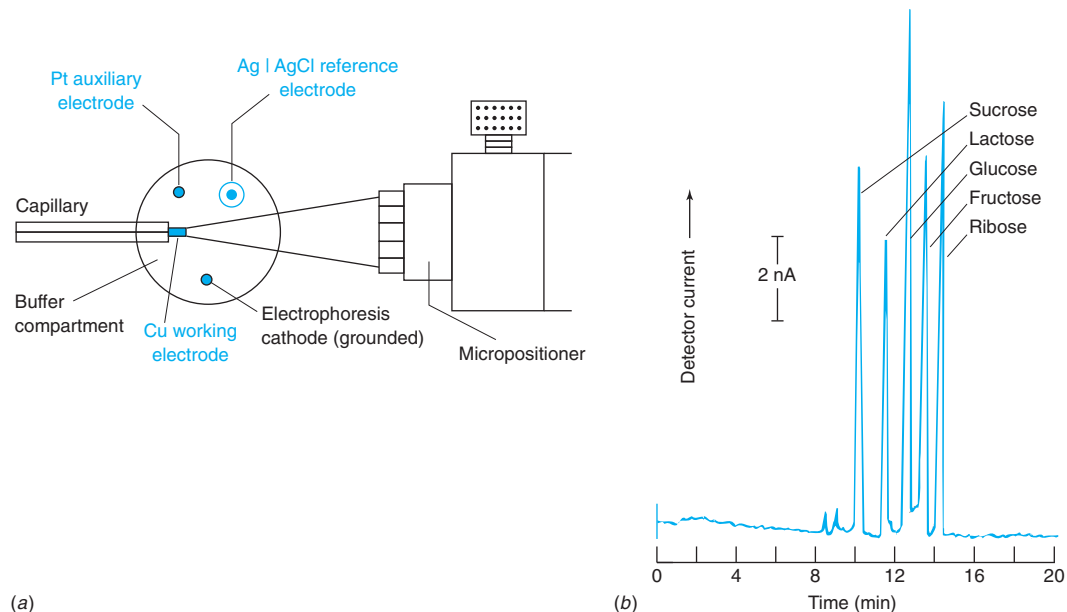 Pt auxiliary
electrode
Ag | AgCl reference
electrode
Capillary
Buffer
compartment
Cu working
electrode
Electrophoresis
cathode (grounded)
Micropositioner
(a)
Detector current
2 nA
Sucrose
Lactose
Glucose
Fructose
Ribose
0 4 8 12 16 20
Time (min)
(b)